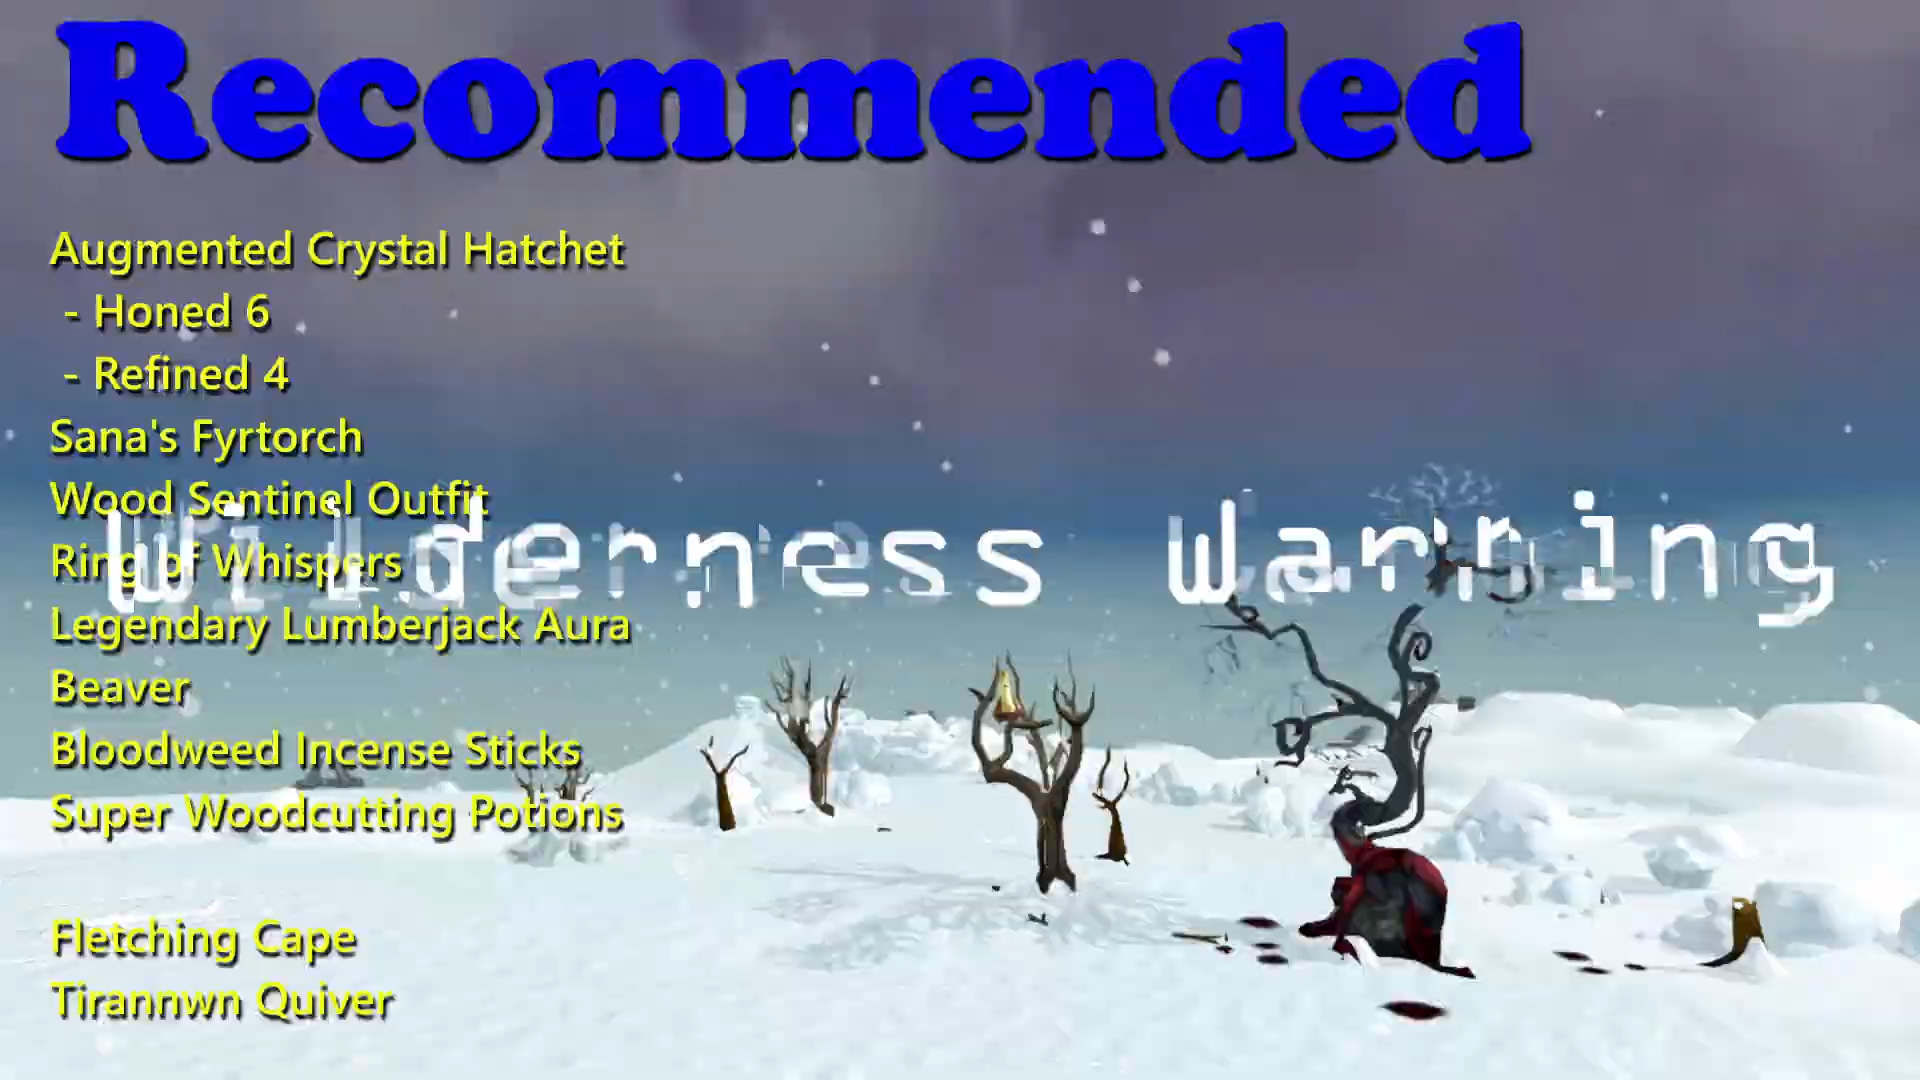 Recommended
Augmented Crystal Hatchet
- Honed 6
- Refined 4
Sana's Fyrtorch
Wood Sentinel Outfit
Wilderness Warning
Ring of Whispers
Legendary Lumberjack Aura
Beaver
Bloodweed Incense Sticks
Super Woodcutting Potions
Fletching Cape
Tirannwn Quiver